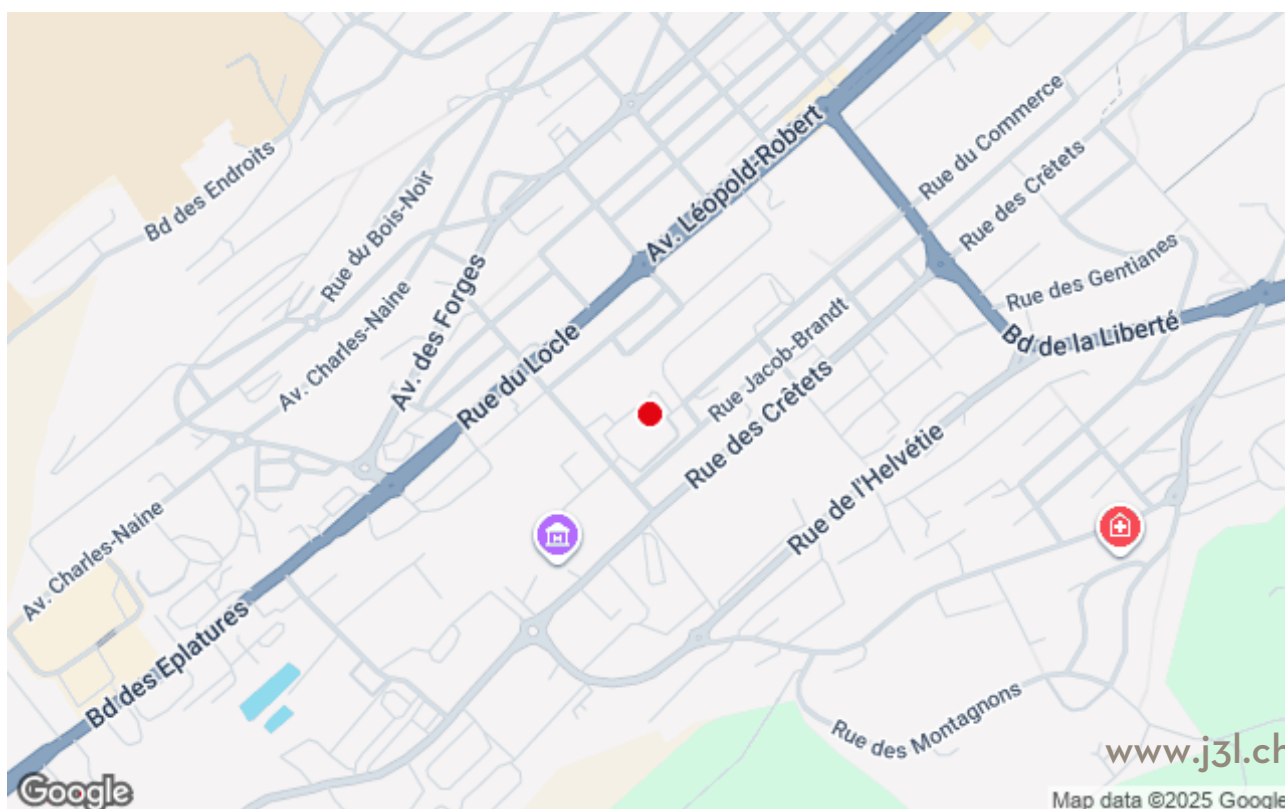 Bd des Endroits
Rue du Bois-Noir
Av. Charles-Naine
Av. des Forges
Rue du Locle
Av. Léopold-Robert
Rue du Commerce
Rue des Crêtets
Rue des Gentianes
Bd de la Liberté
Rue Jacob-Brandt
Rue des Crêtets
Rue de l'Helvétie
Av. Charles-Naine
Bd des Eplatures
Rue des Montagnons
www.j3l.ch
Google
Map data ©2025 Google